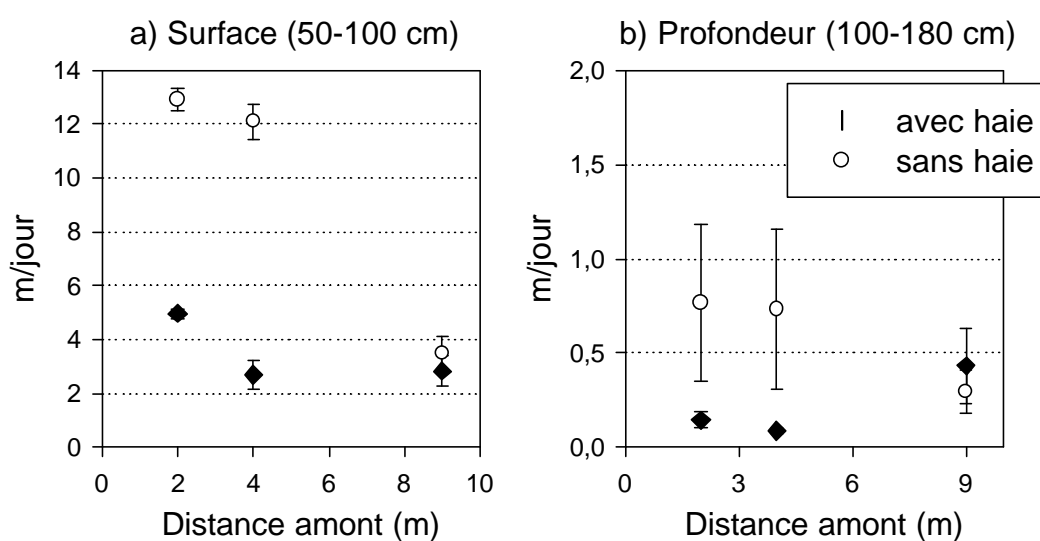 a) Surface (50-100 cm)
14
12
10
8
6
4
2
0
m/jour
0 2 4 6 8 10
Distance amont (m)
b) Profondeur (100-180 cm)
2,0
1,5
1,0
0,5
0,0
m/jour
0 3 6 9
Distance amont (m)
avec haie
sans haie